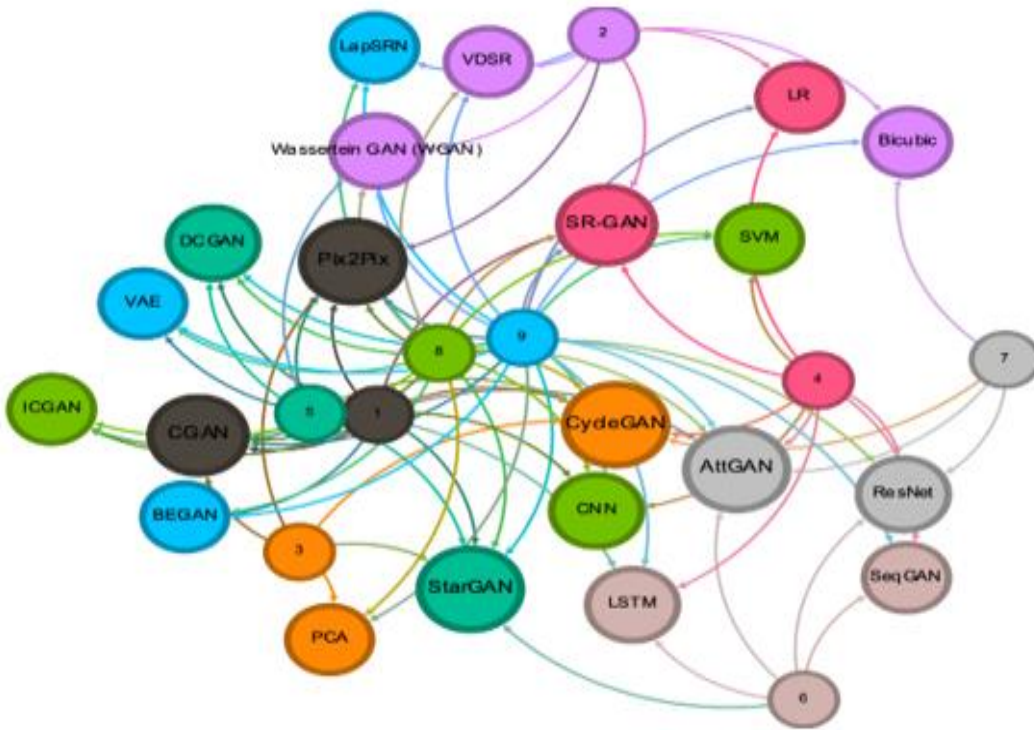 2
LapSRN
VDSR
LR
Bicubic
Wassertein GAN (WGAN)
SR-GAN
DCGAN
Pix2Pix
SVM
VAE
8
9
7
4
ICGAN
CGAN
5
1
CycleGAN
AttGAN
ResNet
BEGAN
CNN
3
StarGAN
LSTM
SeqGAN
PCA
6